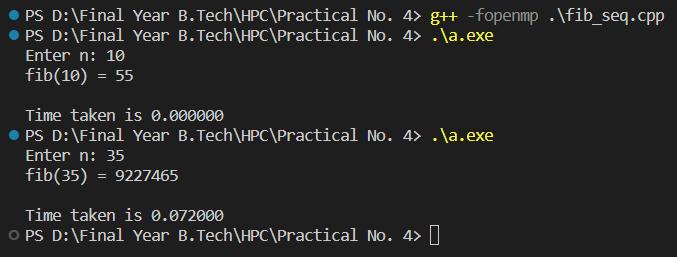 PS D:\Final Year B.Tech\HPC\Practical No. 4> g++ -fopenmp .\fib_seq.cpp
PS D:\Final Year B.Tech\HPC\Practical No. 4> .\a.exe
Enter n: 10
fib(10) = 55
Time taken is 0.000000
PS D:\Final Year B.Tech\HPC\Practical No. 4> .\a.exe
Enter n: 35
fib(35) = 9227465
Time taken is 0.072000
PS D:\Final Year B.Tech\HPC\Practical No. 4>